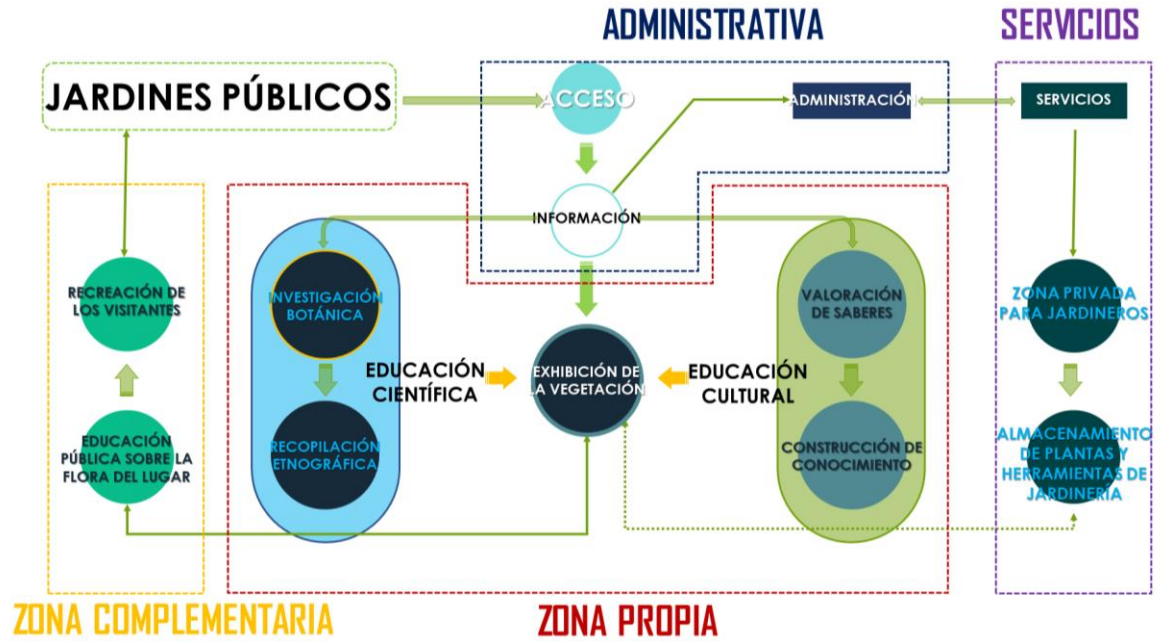 ADMINISTRATIVA
SERVICIOS
JARDINES PÚBLICOS
ACCESO
ADMINISTRACIÓN
SERVICIOS
INFORMACIÓN
RECREACIÓN DE
LOS VISITANTES
INVESTIGACIÓN
BOTÁNICA
VALORACIÓN
DE SABERES
ZONA PRIVADA
PARA JARDINEROS
EDUCACIÓN
CIENTÍFICA
EXHIBICIÓN DE
LA VEGETACIÓN
EDUCACIÓN
CULTURAL
EDUCACIÓN
PÚBLICA SOBRE LA
FLORA DEL LUGAR
RECOPILACIÓN
ETNOGRÁFICA
CONSTRUCCIÓN DE
CONOCIMIENTO
ALMACENAMIENTO
DE PLANTAS Y
HERRAMIENTAS DE
JARDINERÍA
ZONA COMPLEMENTARIA
ZONA PROPIA